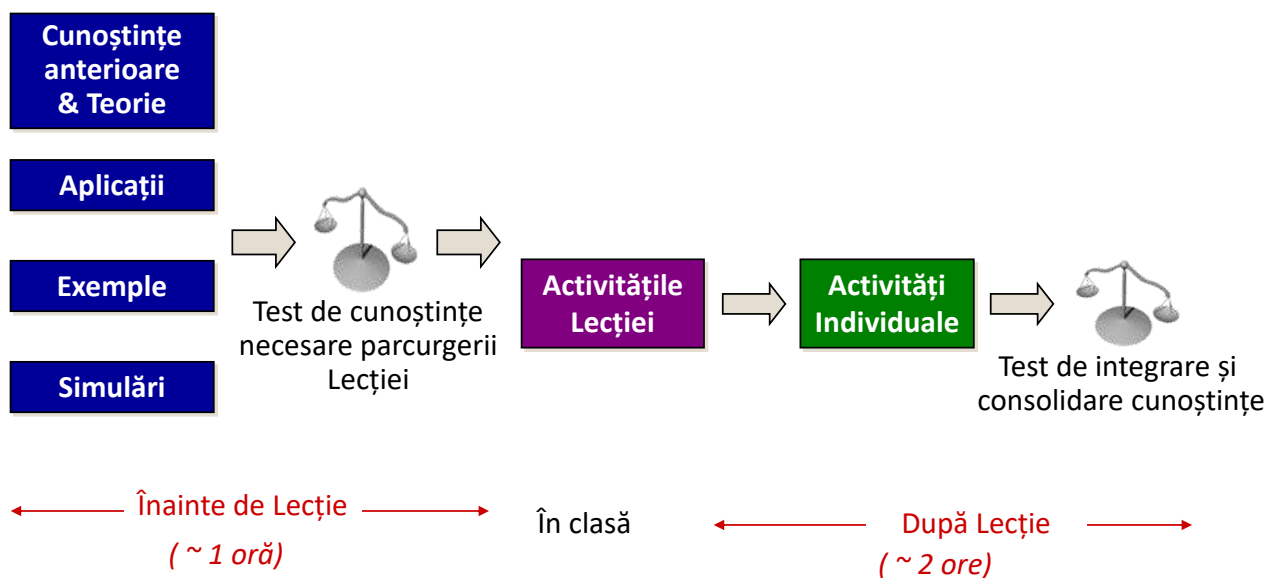 Cunoștințe
anterioare
& Teorie
Aplicații
Exemple
Simulări
Test de cunoștințe
necesare parcurgerii
Lecției
Activitățile
Lecției
Activități
Individuale
Test de integrare și
consolidare cunoștințe
Înainte de Lecție
( ~ 1 oră)
În clasă
După Lecție
( ~ 2 ore)